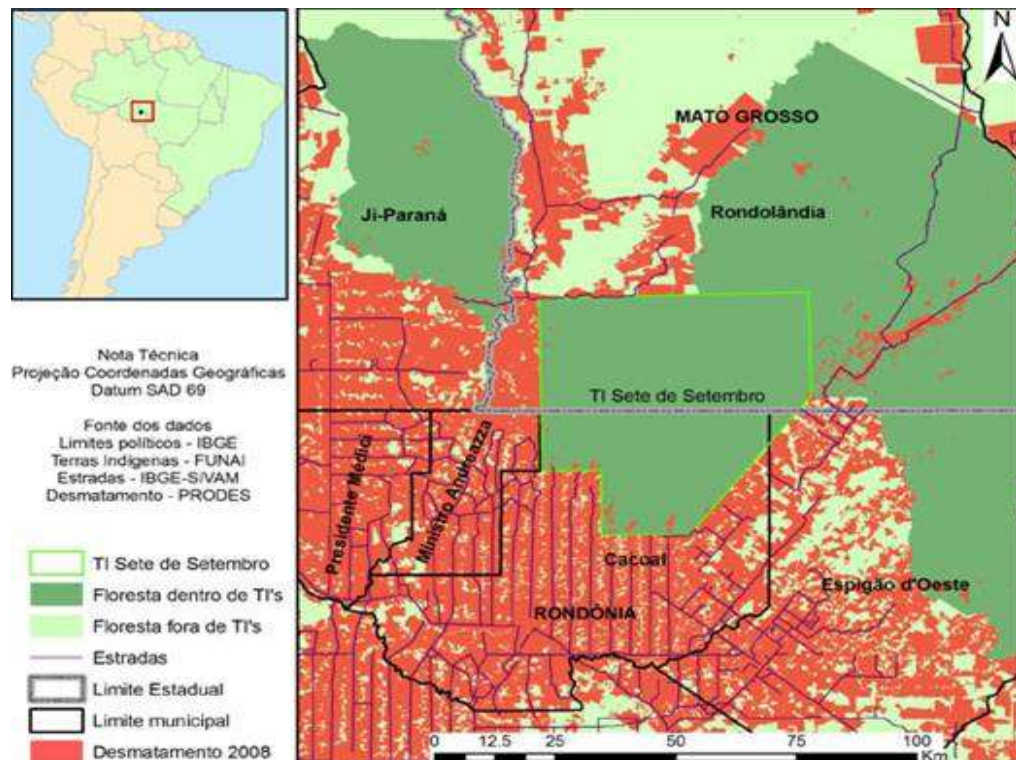 Nota Técnica
Projeção Coordenadas Geográficas
Datum SAD 69
Fonte dos dados
Limites políticos - IBGE
Terras Indígenas - FUNAI
Estradas - IBGE-SIVAM
Desmatamento - PRODES
TI Sete de Setembro
Floresta dentro de TI's
Floresta fora de TI's
Estradas
Limite Estadual
Limite municipal
Desmatamento 2008
N
MATO GROSSO
Ji-Paraná
Rondolândia
TI Sete de Setembro
Presidente Médici
Ministro Andreazza
Cacoal
Espigão d'Oeste
RONDÔNIA
0 12.5 25 50 75 100
Km